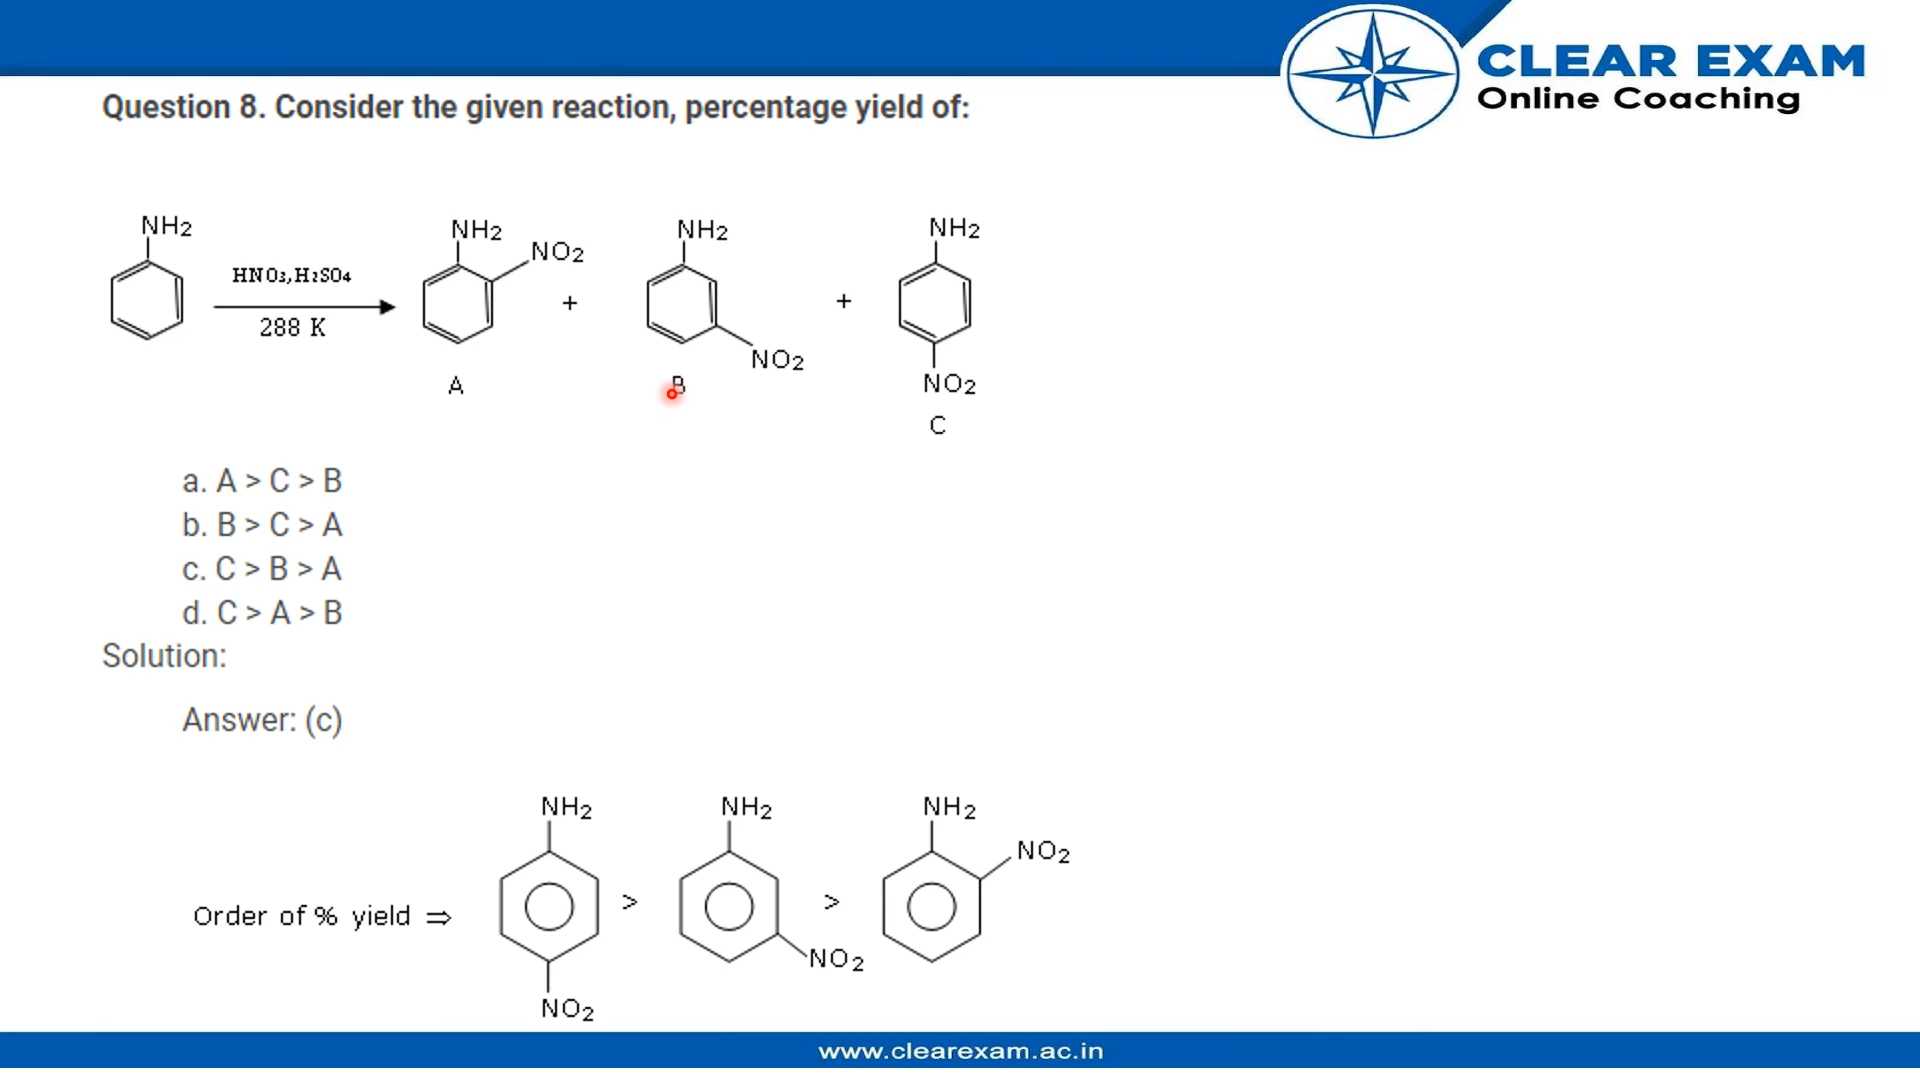 CLEAR EXAM
Online Coaching
Question 8. Consider the given reaction, percentage yield of:
NH2
HNO3,H2SO4
288 K
NH2
NO2
+
A
NH2
NO2
+
B
NH2
NO2
C
a. A > C > B
b. B > C > A
c. C > B > A
d. C > A > B
Solution:
Answer: (c)
Order of % yield ⇒
NH2
NO2
>
NH2
NO2
>
NH2
NO2
www.clearexam.ac.in